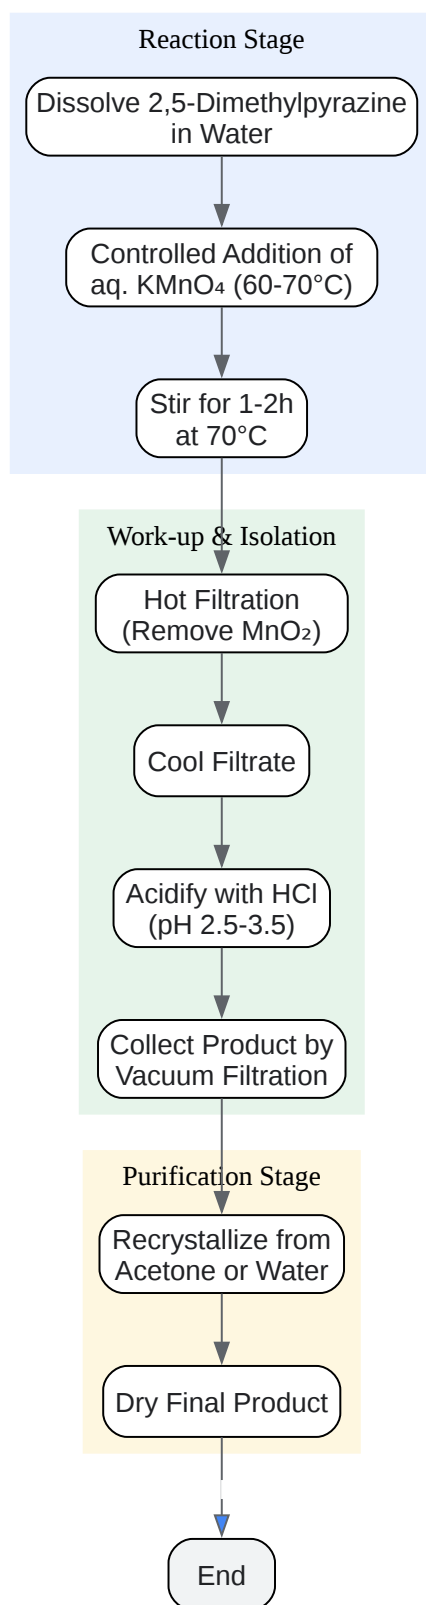 Reaction Stage
Dissolve 2,5-Dimethylpyrazine
in Water
Controlled Addition of
aq. KMnO₄ (60-70°C)
Stir for 1-2h
at 70°C
Work-up & Isolation
Hot Filtration
(Remove MnO₂)
Cool Filtrate
Acidify with HCl
(pH 2.5-3.5)
Collect Product by
Vacuum Filtration
Purification Stage
Recrystallize from
Acetone or Water
Dry Final Product
End